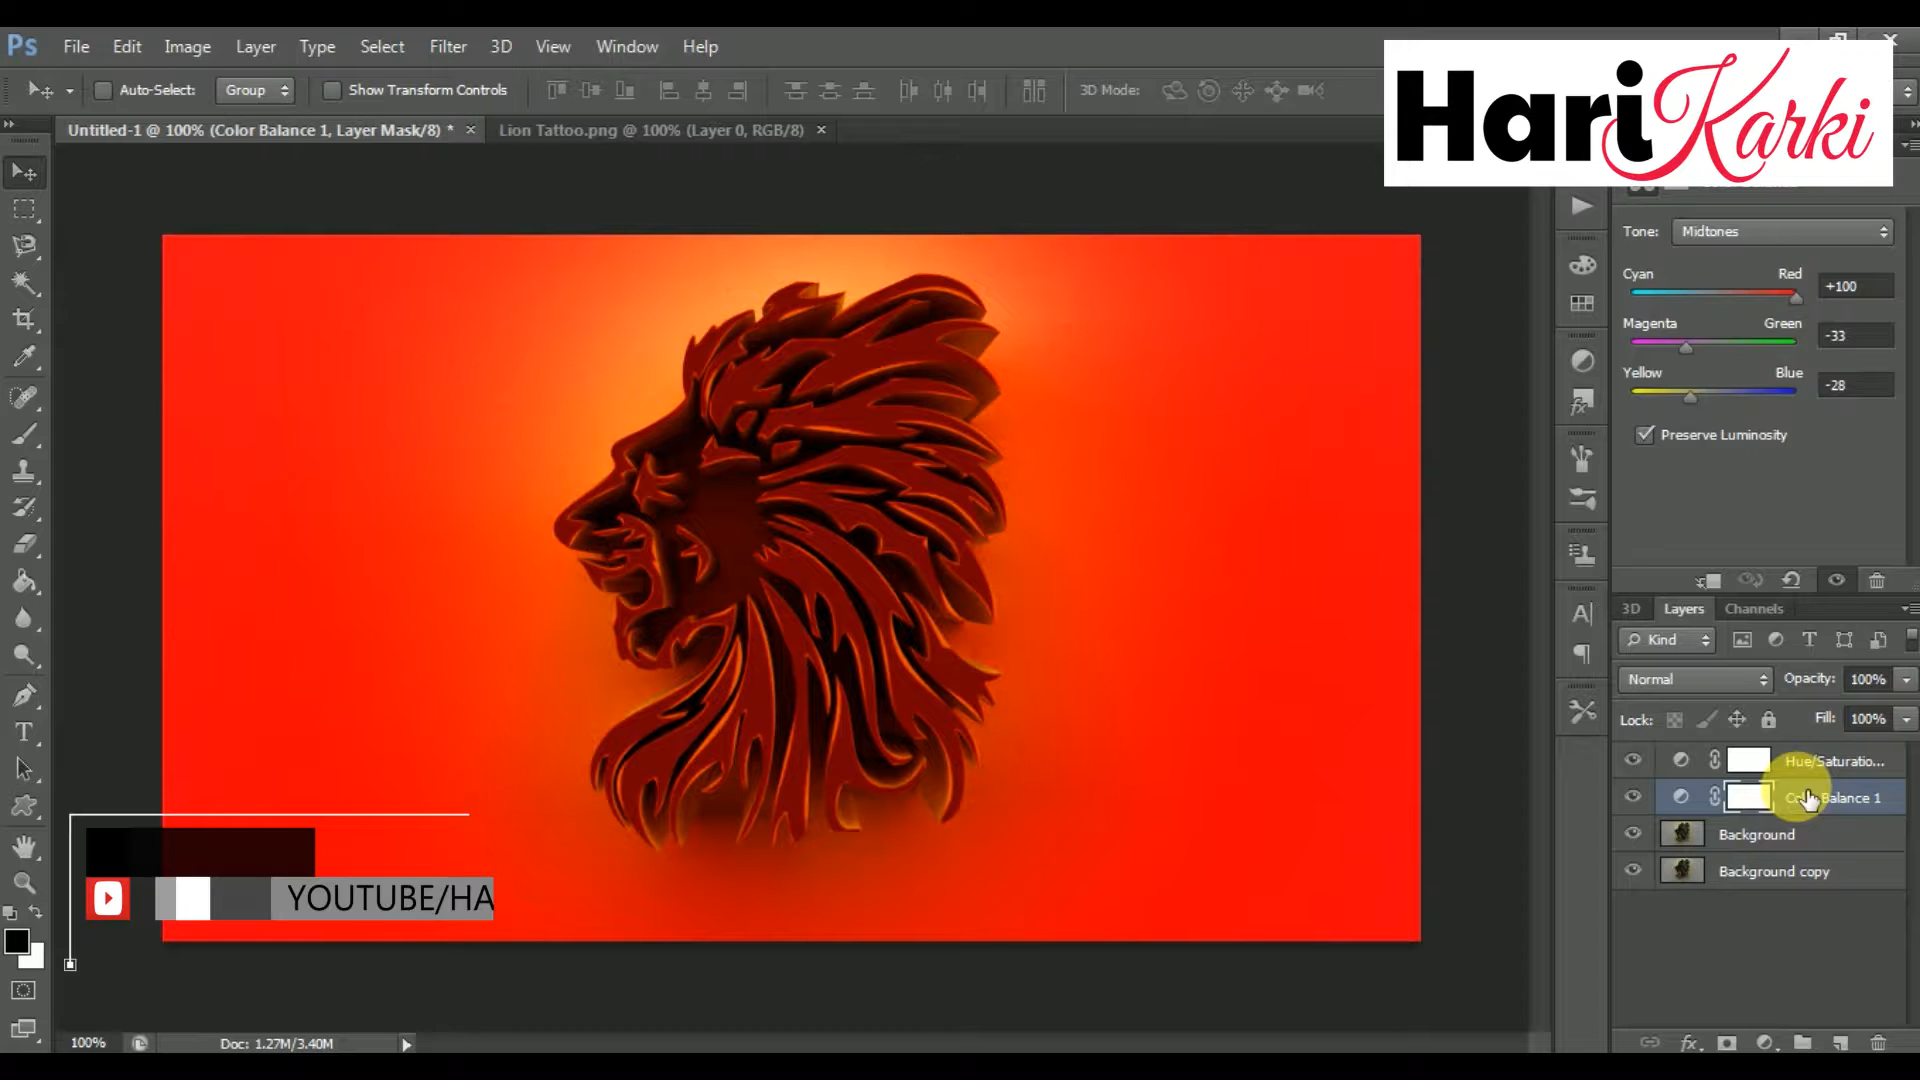 Ps File Edit Image Layer Type Select Filter 3D View Window Help
Auto-Select: Group Show Transform Controls 3D Mode:
Hari Karki
Untitled-1 @ 100% (Color Balance 1, Layer Mask/8) * Lion Tattoo.png @ 100% (Layer 0, RGB/8)
Tone: Midtones
Cyan Red +100
Magenta Green -33
Yellow Blue -28
Preserve Luminosity
3D Layers Channels
Kind
Normal Opacity: 100%
Lock: Fill: 100%
Hue/Saturatio...
Color Balance 1
Background
Background copy
YOUTUBE/HA
100% Doc: 1.27M/3.40M